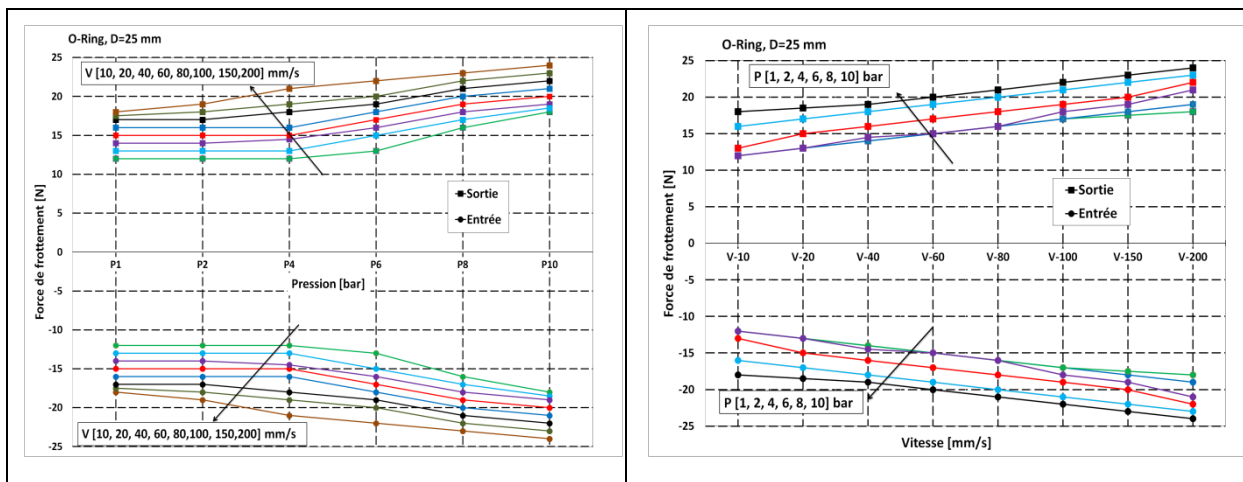 O-Ring, D=25 mm
Force de frottement [N]
25
20
15
10
5
0
-5
-10
-15
-20
-25
V [10, 20, 40, 60, 80,100, 150,200] mm/s
Sortie
Entrée
P1 P2 P4 P6 P8 P10
Pression [bar]
V [10, 20, 40, 60, 80,100, 150,200] mm/s
O-Ring, D=25 mm
Force de frottement [N]
25
20
15
10
5
0
-5
-10
-15
-20
-25
P [1, 2, 4, 6, 8, 10] bar
Sortie
Entrée
V-10 V-20 V-40 V-60 V-80 V-100 V-150 V-200
P [1, 2, 4, 6, 8, 10] bar
Vitesse [mm/s]